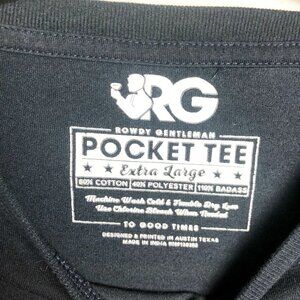 RG
ROWDY GENTLEMAN
POCKET TEE
Extra Large
60% COTTON 40% POLYESTER 110% BADASS
Machine Wash Cold & Tumble Dry Low
Use Chlorine Bleach When Needed
TO GOOD TIMES
DESIGNED & PRINTED IN AUSTIN TEXAS
MADE IN INDIA